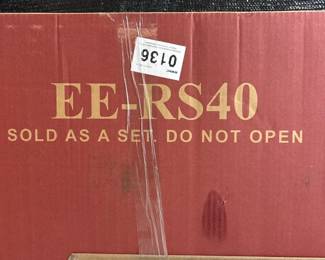 0136
EE-RS40
SOLD AS A SET. DO NOT OPEN